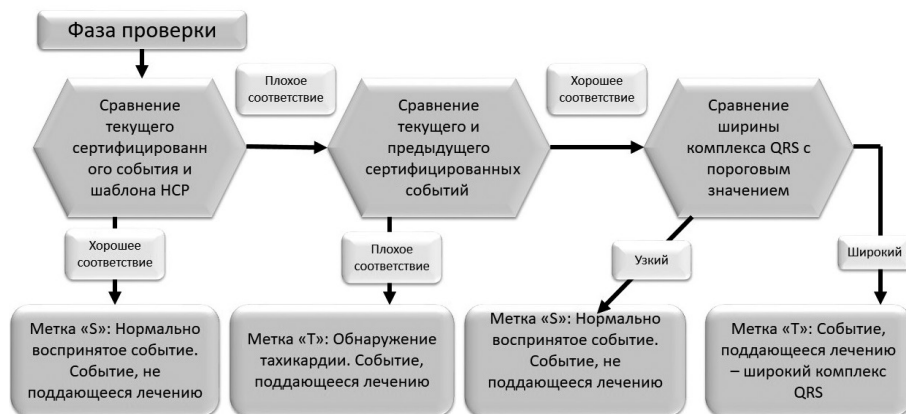 Фаза проверки
Плохое
соответствие
Хорошее
соответствие
Сравнение
текущего
сертифицированн
ого события и
шаблона НСР
Сравнение
текущего и
предыдущего
сертифицированных
событий
Сравнение
ширины
комплекса QRS с
пороговым
значением
Хорошее
соответствие
Плохое
соответствие
Узкий
Широкий
Метка «S»: Нормально
воспринятое событие.
Событие, не
поддающееся лечению
Метка «T»: Обнаружение
тахикардии. Событие,
поддающееся лечению
Метка «S»: Нормально
воспринятое событие.
Событие, не
поддающееся лечению
Метка «T»: Событие,
поддающееся лечению
– широкий комплекс
QRS